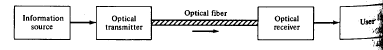 Information
source
Optical
transmitter
Optical fiber
Optical
receiver
User